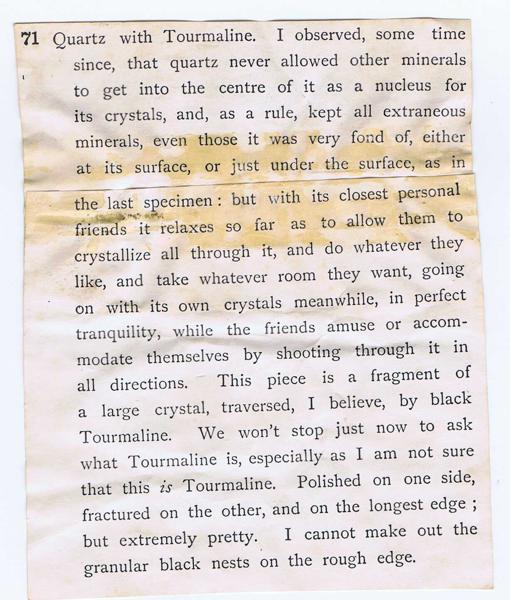 71 Quartz with Tourmaline. I observed, some time
since, that quartz never allowed other minerals
to get into the centre of it as a nucleus for
its crystals, and, as a rule, kept all extraneous
minerals, even those it was very fond of, either
at its surface, or just under the surface, as in
the last specimen: but with its closest personal
friends it relaxes so far as to allow them to
crystallize all through it, and do whatever they
like, and take whatever room they want, going
on with its own crystals meanwhile, in perfect
tranquility, while the friends amuse or accom-
modate themselves by shooting through it in
all directions. This piece is a fragment of
a large crystal, traversed, I believe, by black
Tourmaline. We won't stop just now to ask
what Tourmaline is, especially as I am not sure
that this is Tourmaline. Polished on one side,
fractured on the other, and on the longest edge;
but extremely pretty. I cannot make out the
granular black nests on the rough edge.